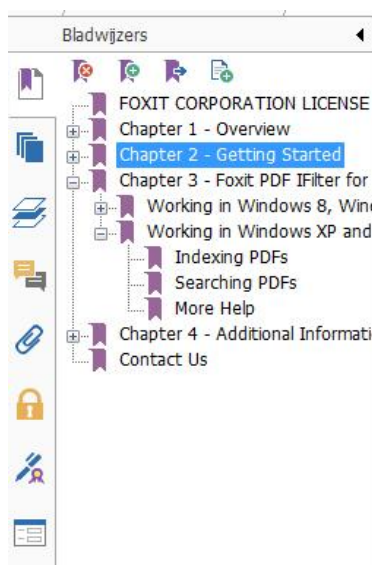 Bladwijzers
FOXIT CORPORATION LICENSE
Chapter 1 - Overview
Chapter 2 - Getting Started
Chapter 3 - Foxit PDF IFilter for
Working in Windows 8, Win
Working in Windows XP and
Indexing PDFs
Searching PDFs
More Help
Chapter 4 - Additional Informati
Contact Us